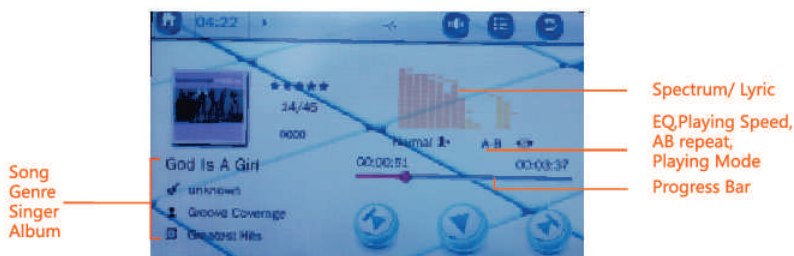 04:22
14/45
0000
Normal
A-B
God Is A Girl
00:00:51
00:03:37
unknown
Groove Coverage
Greatest Hits
Song
Genre
Singer
Album
Spectrum/ Lyric
EQ,Playing Speed,
AB repeat,
Playing Mode
Progress Bar